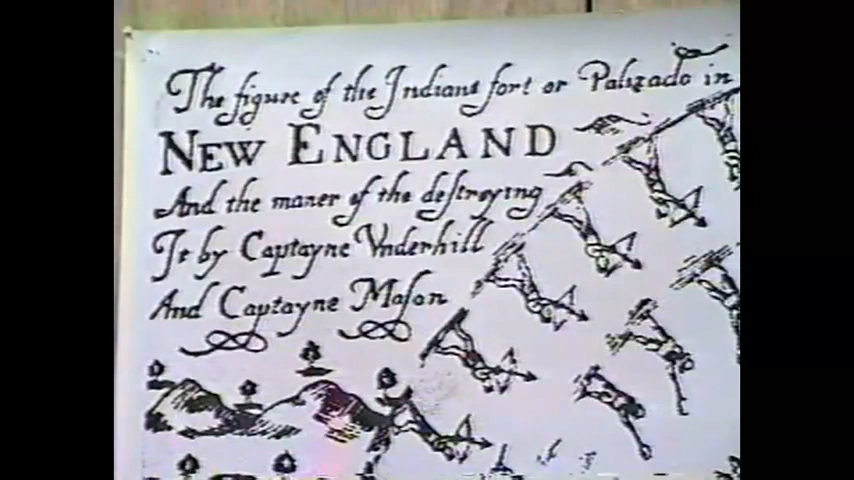 The figure of the Indians fort or Palizado in
NEW ENGLAND
And the maner of the destroying
It by Captayne Vnderhill
And Captayne Mason